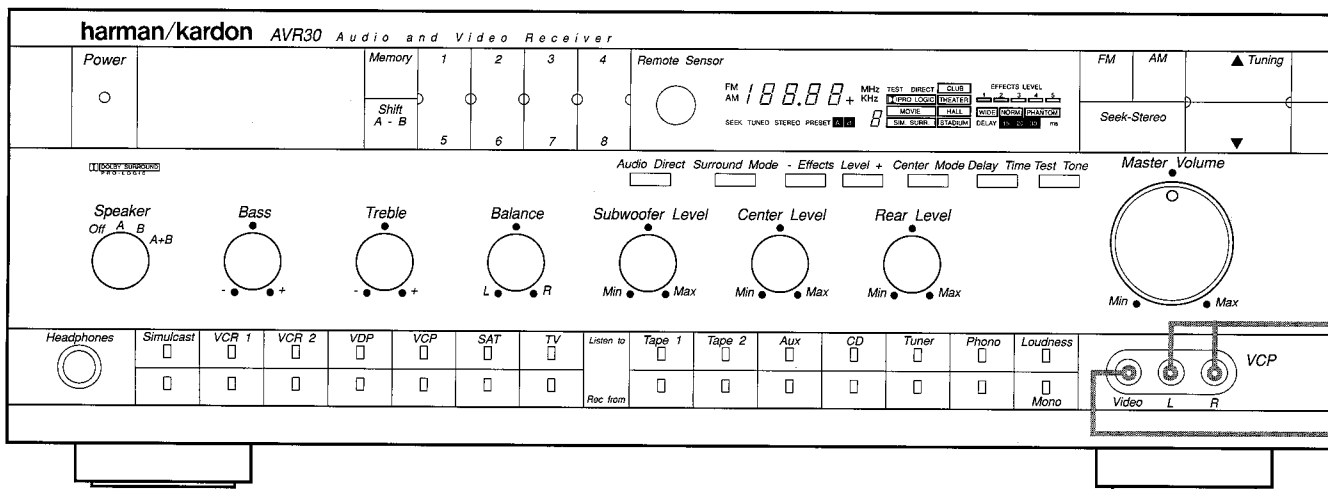 harman/kardon AVR30 Audio and Video Receiver
Power Memory 1 2 3 4 Remote Sensor FM AM ▲ Tuning
Shift
A - B
5 6 7 8
FM
AM 188.88+ MHz
KHz
8
SEEK TUNED STEREO PRESET A d
TEST DIRECT CLUB
PRO LOGIC THEATER
MOVIE HALL
SIM. SURR. STADIUM
EFFECTS LEVEL
1 2 3 4 5
WIDE NORM PHANTOM
DELAY 15 20 30 ms
Seek-Stereo
▼
DOLBY SURROUND
PRO·LOGIC
Audio Direct Surround Mode - Effects Level + Center Mode Delay Time Test Tone
Master Volume
Min Max
Speaker
Off A B A+B
Bass
- +
Treble
- +
Balance
L R
Subwoofer Level
Min Max
Center Level
Min Max
Rear Level
Min Max
Headphones Simulcast VCR 1 VCR 2 VDP VCP SAT TV Listen to Tape 1 Tape 2 Aux CD Tuner Phono Loudness
Rec from Mono
VCP
Video L R